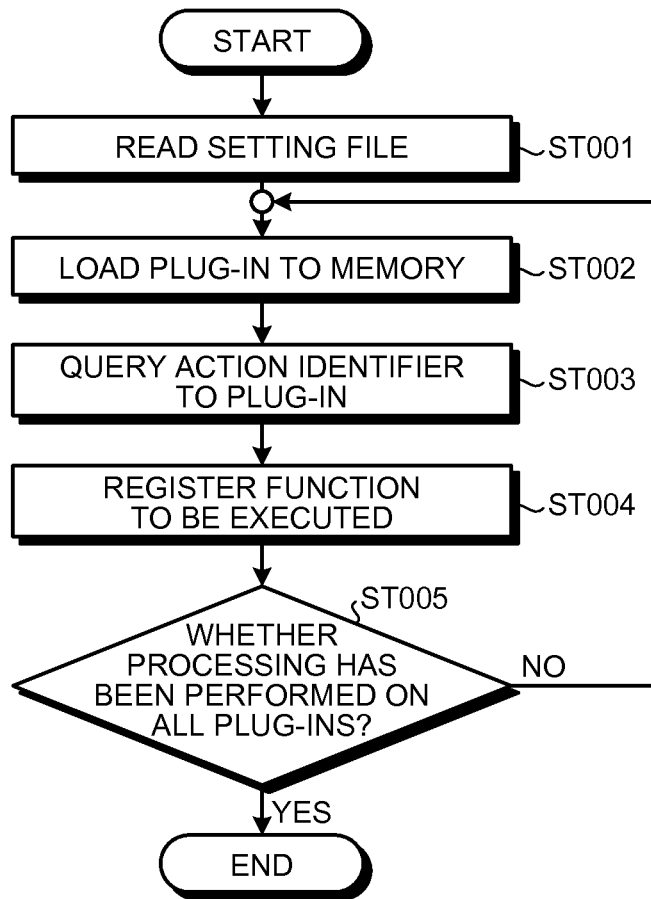 START
READ SETTING FILE
ST001
LOAD PLUG-IN TO MEMORY
ST002
QUERY ACTION IDENTIFIER
TO PLUG-IN
ST003
REGISTER FUNCTION
TO BE EXECUTED
ST004
ST005
WHETHER
PROCESSING HAS
BEEN PERFORMED ON
ALL PLUG-INS?
NO
YES
END